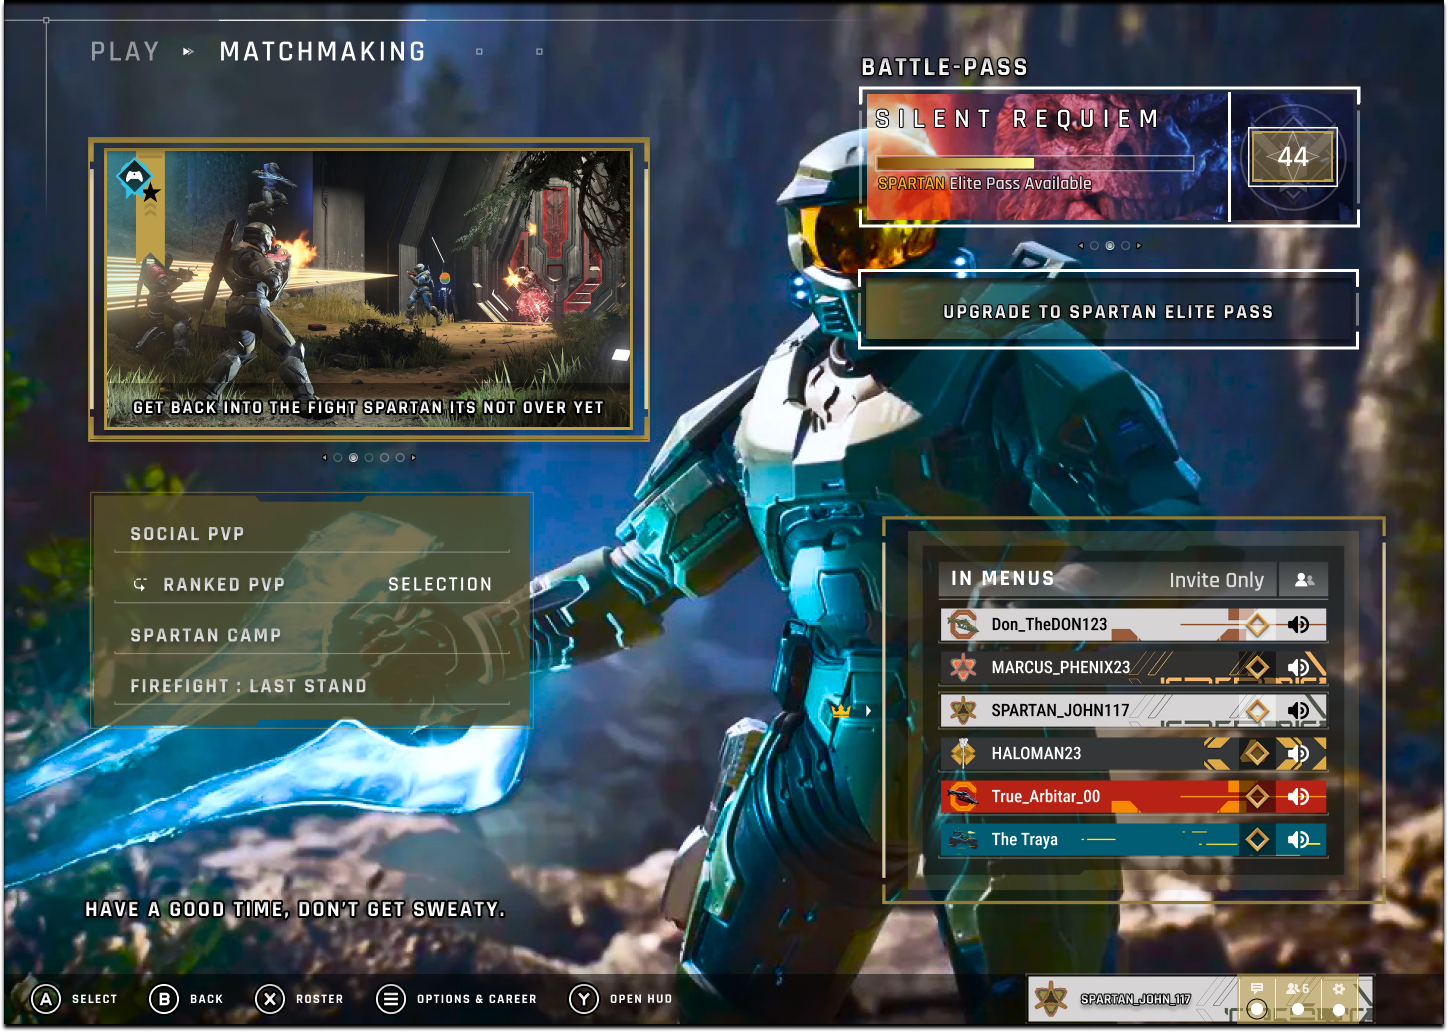 PLAY MATCHMAKING
BATTLE-PASS
SILENT REQUIEM
44
SPARTAN Elite Pass Available
UPGRADE TO SPARTAN ELITE PASS
GET BACK INTO THE FIGHT SPARTAN ITS NOT OVER YET
SOCIAL PVP
RANKED PVP SELECTION
SPARTAN CAMP
FIREFIGHT : LAST STAND
IN MENUS Invite Only
Don_TheDON123
MARCUS_PHENIX23
SPARTAN_JOHN117
HALOMAN23
True_Arbitar_00
The Traya
HAVE A GOOD TIME, DON'T GET SWEATY.
A SELECT B BACK X ROSTER OPTIONS & CAREER Y OPEN HUD
SPARTAN_JOHN_117 6